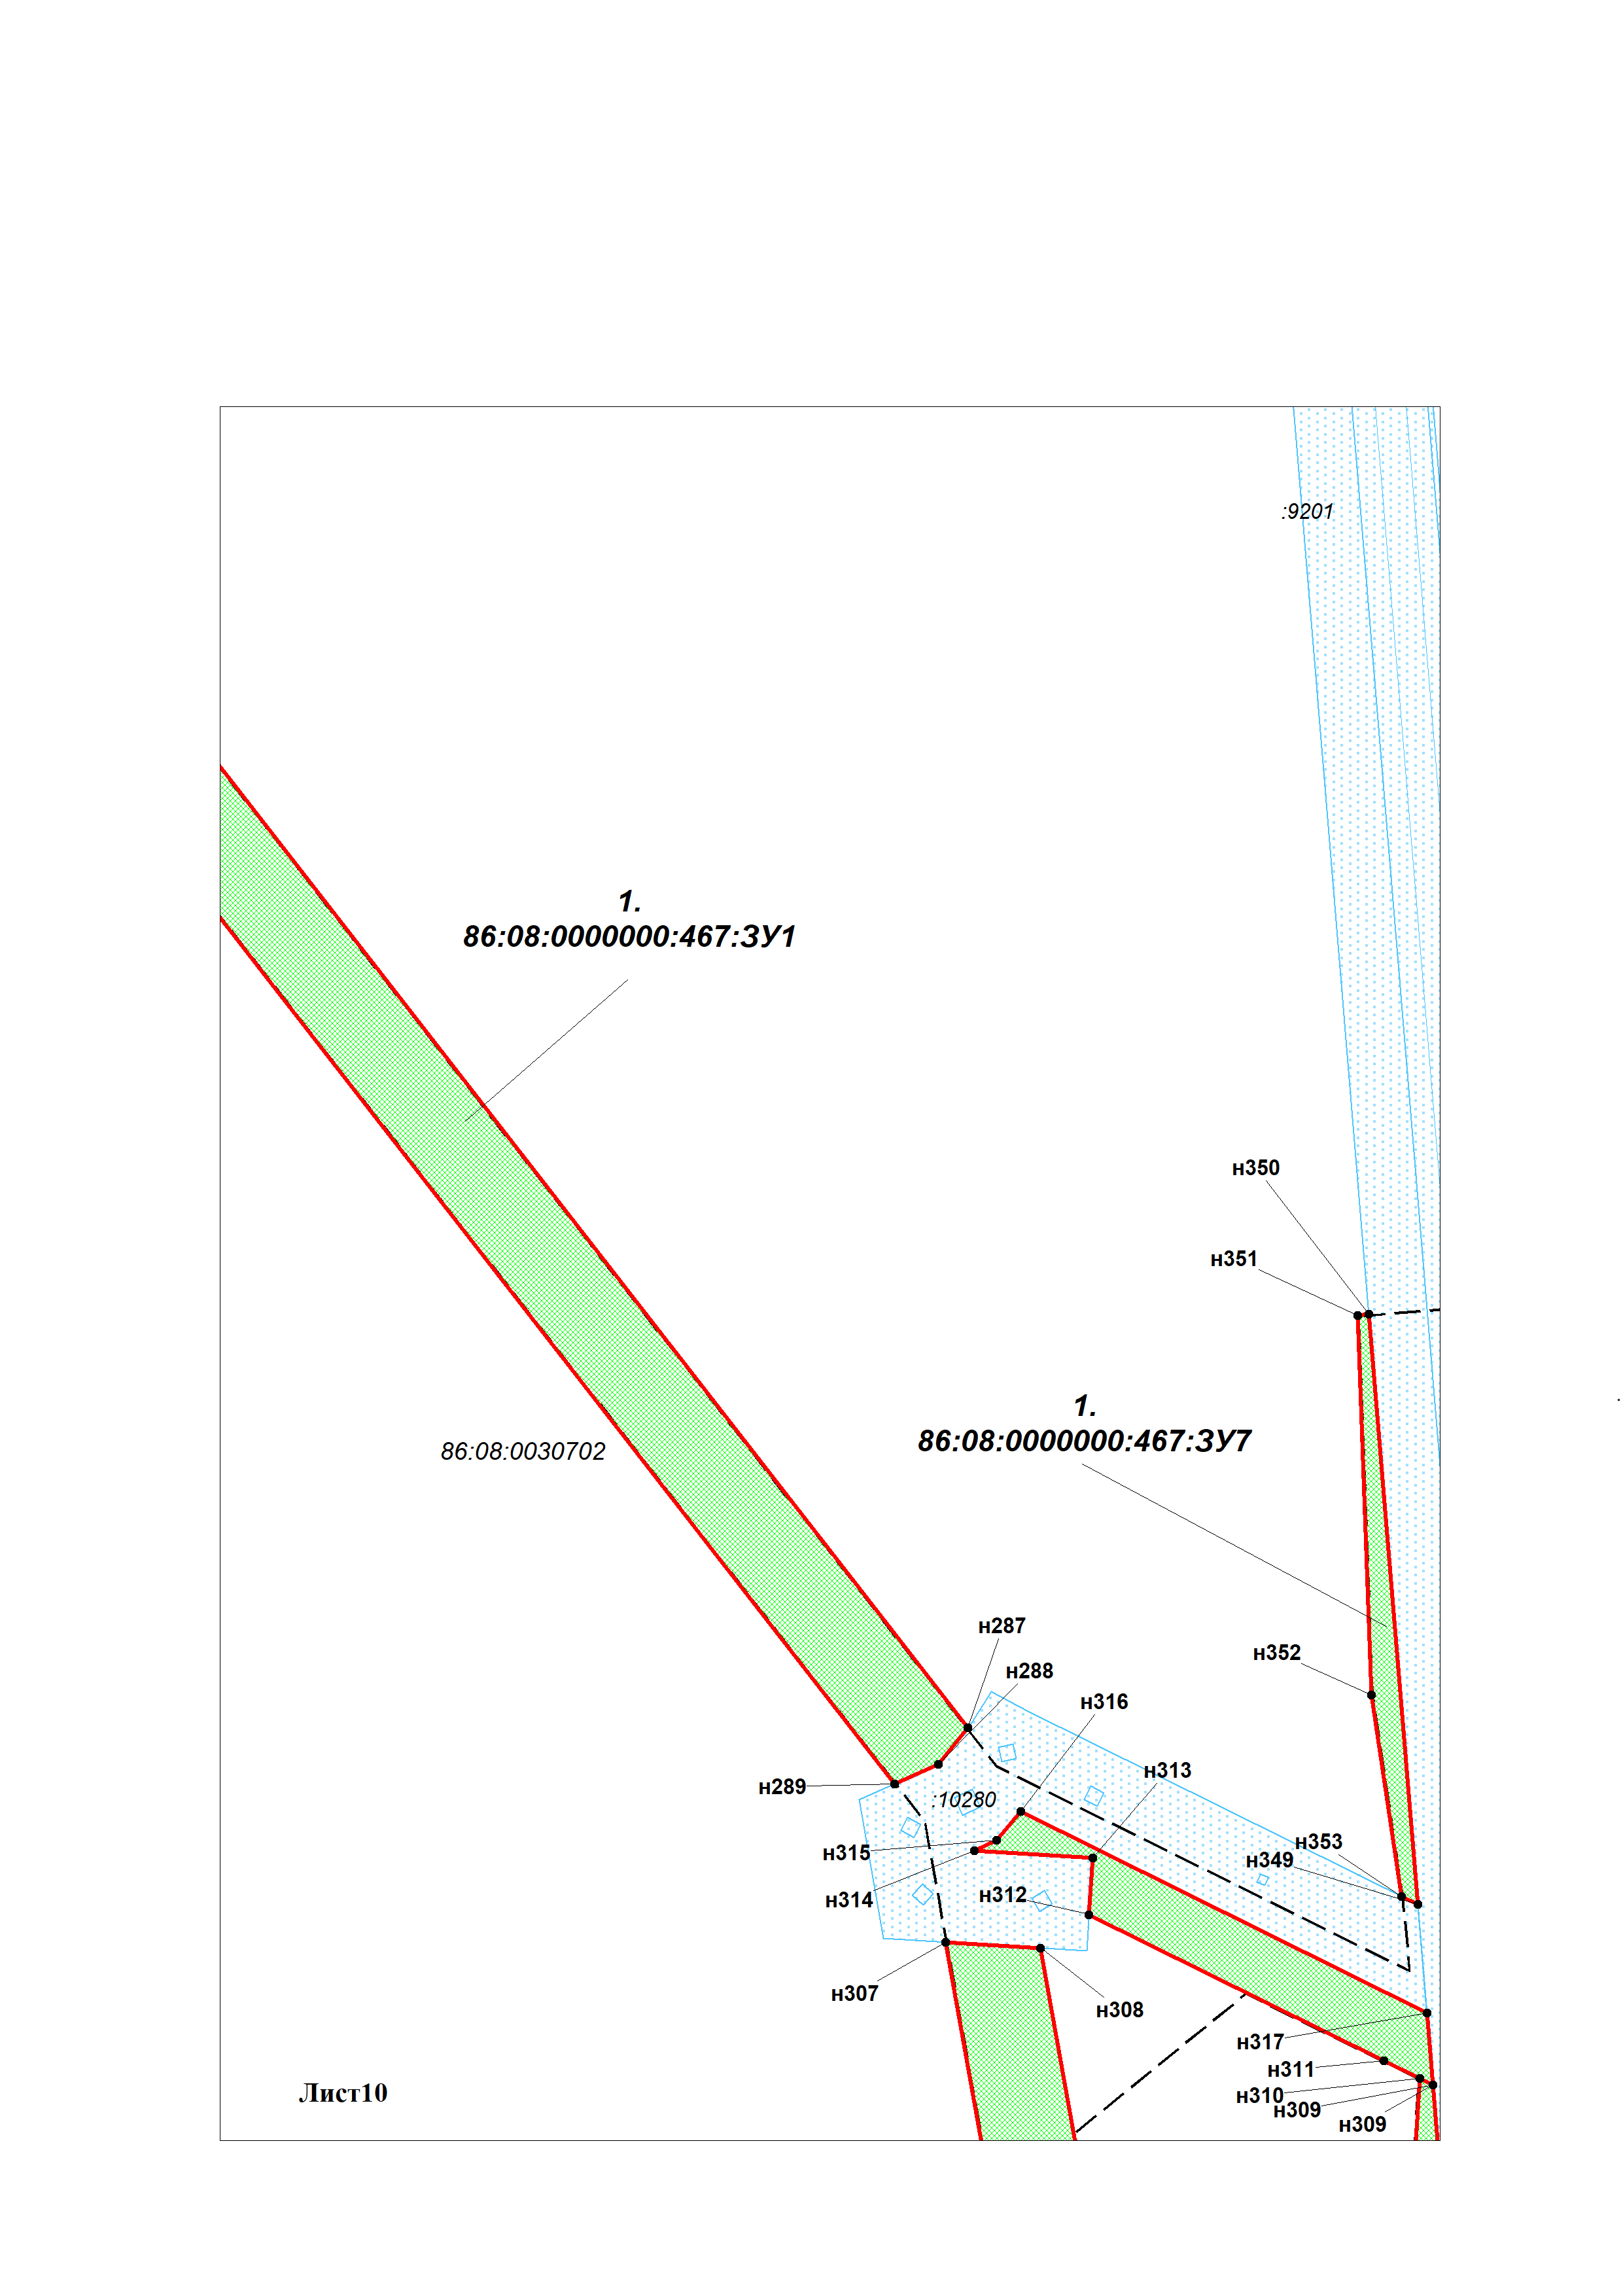 :9201
1.
86:08:0000000:467:ЗУ1
н350
н351
1.
86:08:0000000:467:ЗУ7
86:08:0030702
н287
н352
н288
н316
н313
н289
:10280
н353
н315
н349
н314
н312
н307
н308
н317
н311
Лист10
н310
н309
н309